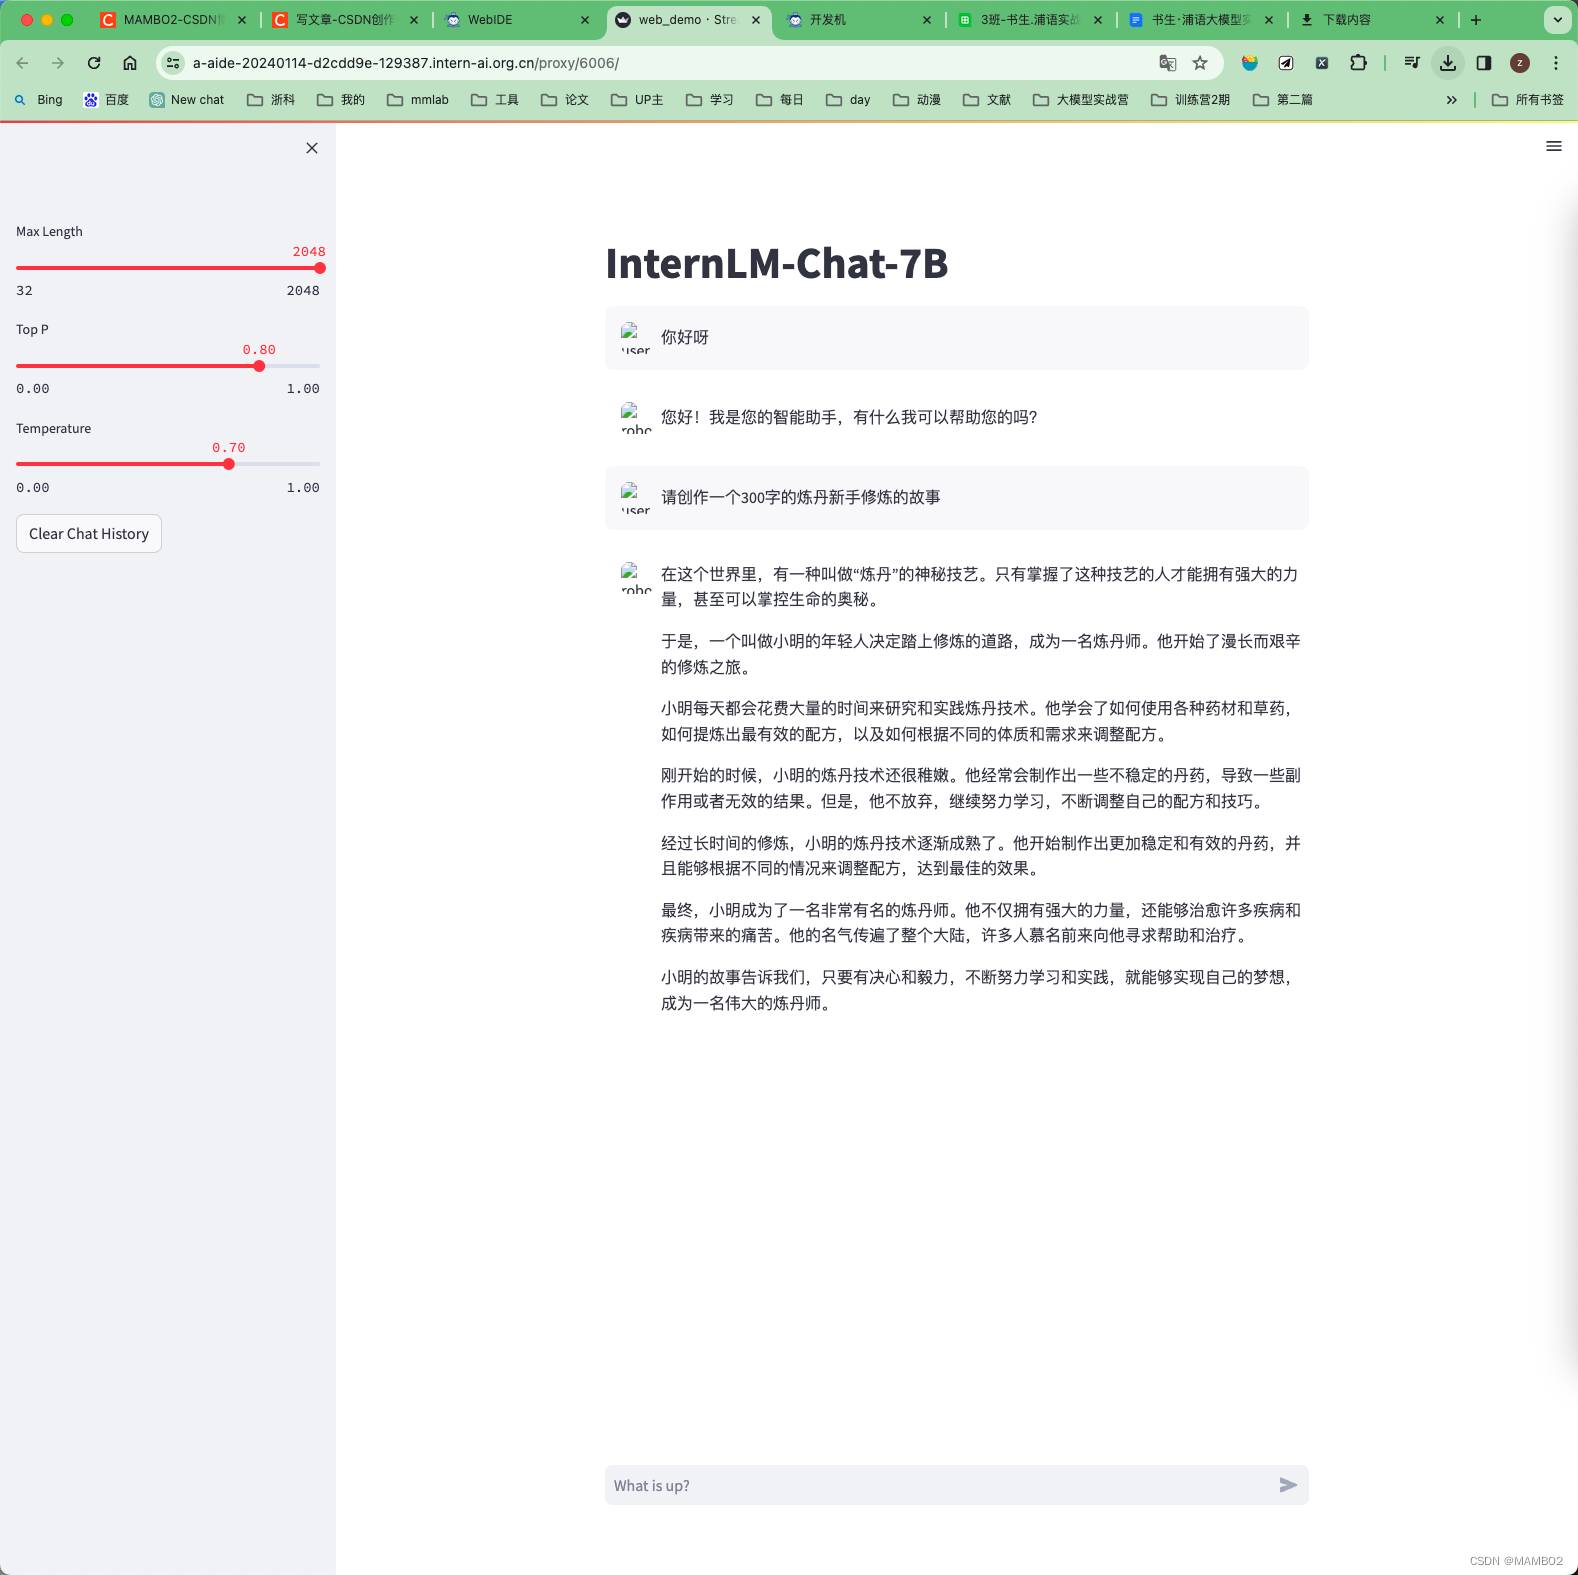 MAMBO2-CSDN博
写文章-CSDN创作
WebIDE
web_demo · Stre
开发机
3班-书生.浦语实战
书生·浦语大模型实
下载内容
a-aide-20240114-d2cdd9e-129387.intern-ai.org.cn/proxy/6006/
Z
Bing
百度
New chat
浙科
我的
mmlab
工具
论文
UP主
学习
每日
day
动漫
文献
大模型实战营
训练营2期
第二篇
所有书签
Max Length
2048
32 2048
Top P
0.80
0.00 1.00
Temperature
0.70
0.00 1.00
Clear Chat History
InternLM-Chat-7B
user
你好呀
robo
您好！我是您的智能助手，有什么我可以帮助您的吗？
user
请创作一个300字的炼丹新手修炼的故事
robo
在这个世界里，有一种叫做“炼丹”的神秘技艺。只有掌握了这种技艺的人才能拥有强大的力
量，甚至可以掌控生命的奥秘。
于是，一个叫做小明的年轻人决定踏上修炼的道路，成为一名炼丹师。他开始了漫长而艰辛
的修炼之旅。
小明每天都会花费大量的时间来研究和实践炼丹技术。他学会了如何使用各种药材和草药，
如何提炼出最有效的配方，以及如何根据不同的体质和需求来调整配方。
刚开始的时候，小明的炼丹技术还很稚嫩。他经常会制作出一些不稳定的丹药，导致一些副
作用或者无效的结果。但是，他不放弃，继续努力学习，不断调整自己的配方和技巧。
经过长时间的修炼，小明的炼丹技术逐渐成熟了。他开始制作出更加稳定和有效的丹药，并
且能够根据不同的情况来调整配方，达到最佳的效果。
最终，小明成为了一名非常有名的炼丹师。他不仅拥有强大的力量，还能够治愈许多疾病和
疾病带来的痛苦。他的名气传遍了整个大陆，许多人慕名前来向他寻求帮助和治疗。
小明的故事告诉我们，只要有决心和毅力，不断努力学习和实践，就能够实现自己的梦想，
成为一名伟大的炼丹师。
What is up?
CSDN @MAMBO2